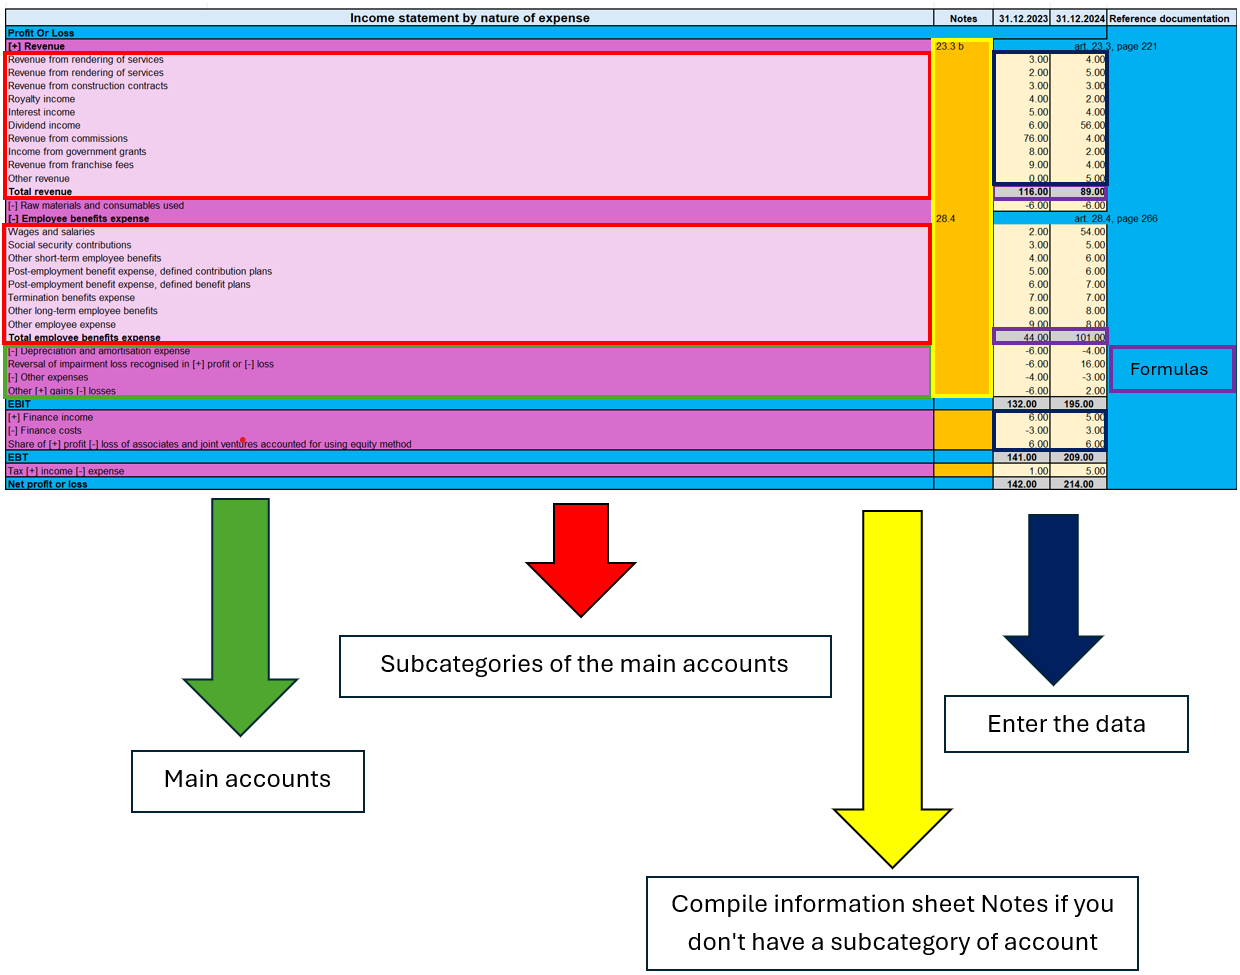 Income statement by nature of expense Notes 31.12.2023 31.12.2024 Reference documentation
Profit Or Loss
[+] Revenue 23.3 b art. 23.3, page 221
Revenue from rendering of services 3.00 4.00
Revenue from rendering of services 2.00 5.00
Revenue from construction contracts 3.00 3.00
Royalty income 4.00 2.00
Interest income 5.00 4.00
Dividend income 6.00 56.00
Revenue from commissions 76.00 4.00
Income from government grants 8.00 2.00
Revenue from franchise fees 9.00 4.00
Other revenue 0.00 5.00
Total revenue 116.00 89.00
[-] Raw materials and consumables used -6.00 -6.00
[-] Employee benefits expense 28.4 art. 28.4, page 266
Wages and salaries 2.00 54.00
Social security contributions 3.00 5.00
Other short-term employee benefits 4.00 6.00
Post-employment benefit expense, defined contribution plans 5.00 6.00
Post-employment benefit expense, defined benefit plans 6.00 7.00
Termination benefits expense 7.00 7.00
Other long-term employee benefits 8.00 8.00
Other employee expense 9.00 8.00
Total employee benefits expense 44.00 101.00
[-] Depreciation and amortisation expense -6.00 -4.00
Reversal of impairment loss recognised in [+] profit or [-] loss -6.00 16.00
Formulas
[-] Other expenses -4.00 -3.00
Other [+] gains [-] losses -6.00 2.00
EBIT 132.00 195.00
[+] Finance income 6.00 5.00
[-] Finance costs -3.00 3.00
Share of [+] profit [-] loss of associates and joint ventures accounted for using equity method 6.00 6.00
EBT 141.00 209.00
Tax [+] income [-] expense 1.00 5.00
Net profit or loss 142.00 214.00
Subcategories of the main accounts
Enter the data
Main accounts
Compile information sheet Notes if you
don't have a subcategory of account